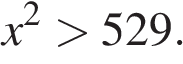 x² > 529.